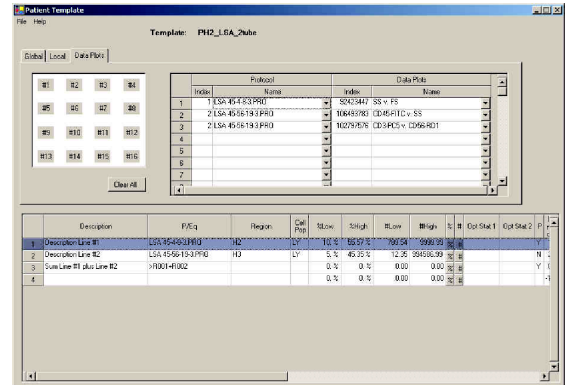 Patient Template
File Help
Template: PH2_LSA_2tube
Global Local Data Plots
#1 #2 #3 #4
#5 #6 #7 #8
#9 #10 #11 #12
#13 #14 #15 #16
Clear All
Protocol Data Plots
Index Name Index Name
1 1 LSA 45-4-8-3.PRO 92423447 SS v. FS
2 2 LSA 45-56-19-3.PRO 106493783 CD45-FITC v. SS
3 2 LSA 45-56-19-3.PRO 102797576 CD3-PC5 v. CD56-RD1
4
5
6
7
Description P/Eq Region Cell Pop %Low %High #Low #High % # Opt Stat 1 Opt Stat 2 P
1 Description Line #1 LSA 45-4-8-3.PRO H2 LY 10. % 55.57 % 789.54 9999.99 % # Y
2 Description Line #2 LSA 45-56-19-3.PRO H3 LY 5. % 45.35 % 12.35 994586.99 % # N
3 Sum Line #1 plus Line #2 >R001+R002 0. % 0. % 0.00 0.00 % # Y
4 0. % 0. % 0.00 0.00 % #